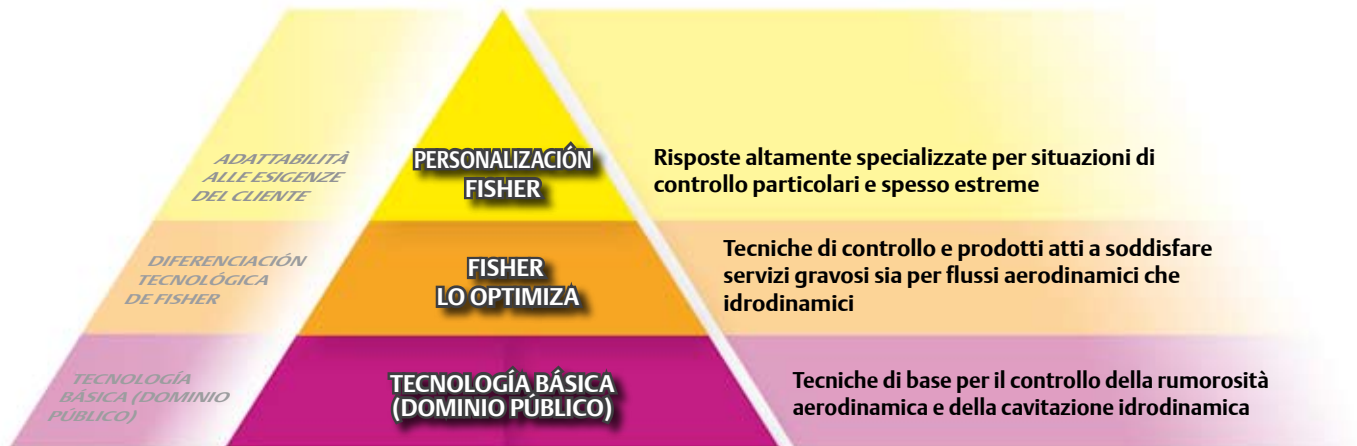 ADATTABILITÀ
ALLE ESIGENZE
DEL CLIENTE
PERSONALIZACIÓN
FISHER
Risposte altamente specializzate per situazioni di
controllo particolari e spesso estreme
DIFERENCIACIÓN
TECNOLÓGICA
DE FISHER
FISHER
LO OPTIMIZA
Tecniche di controllo e prodotti atti a soddisfare
servizi gravosi sia per flussi aerodinamici che
idrodinamici
TECNOLOGÍA
BÁSICA (DOMINIO
PÚBLICO)
TECNOLOGÍA BÁSICA
(DOMINIO PÚBLICO)
Tecniche di base per il controllo della rumorosità
aerodinamica e della cavitazione idrodinamica